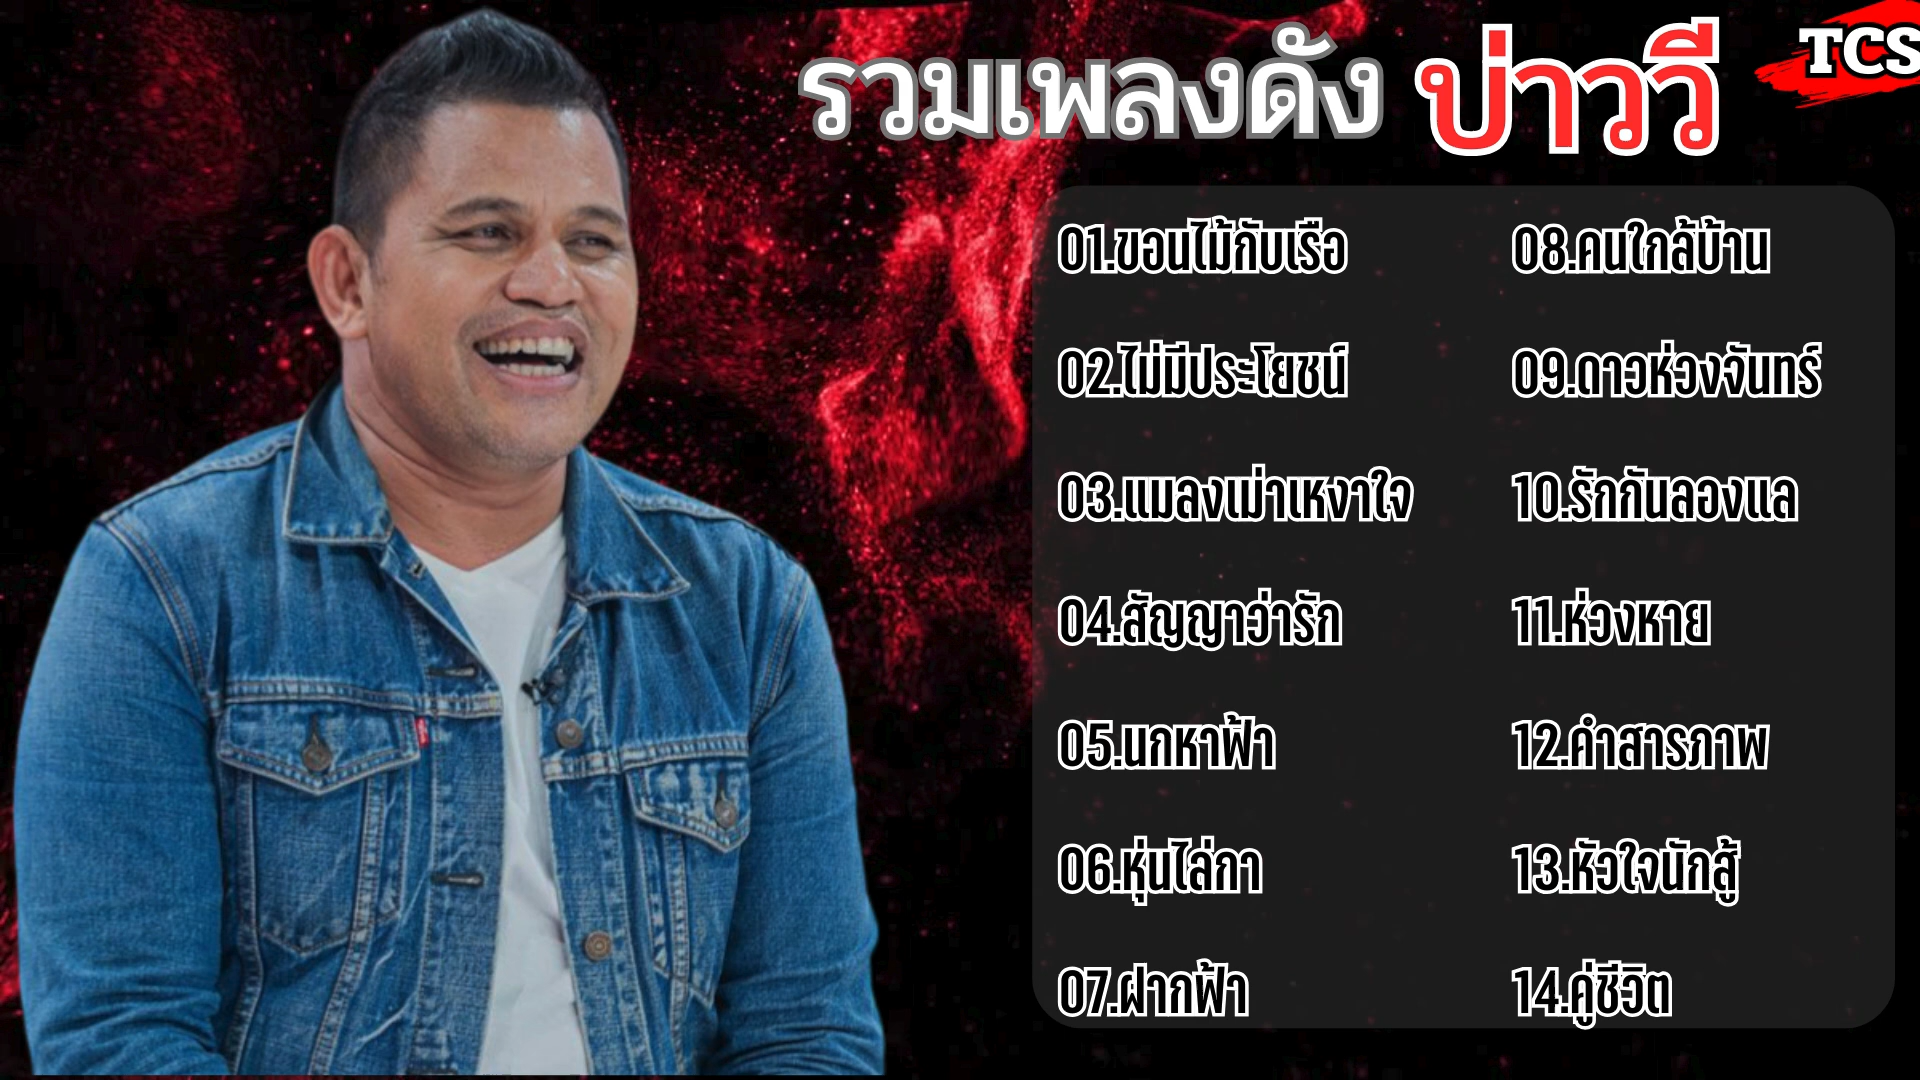 รวมเพลงดัง บ่าววี
TCS
01.ขอนไม้กับเรือ
02.ไม่มีประโยชน์
03.แมลงเม่าเหงาใจ
04.สัญญาว่ารัก
05.นกหาฟ้า
06.หุ่นไล่กา
07.ฝากฟ้า
08.คนใกล้บ้าน
09.ดาวห่วงจันทร์
10.รักกันลองแล
11.ห่วงหาย
12.คำสารภาพ
13.หัวใจนักสู้
14.คู่ชีวิต